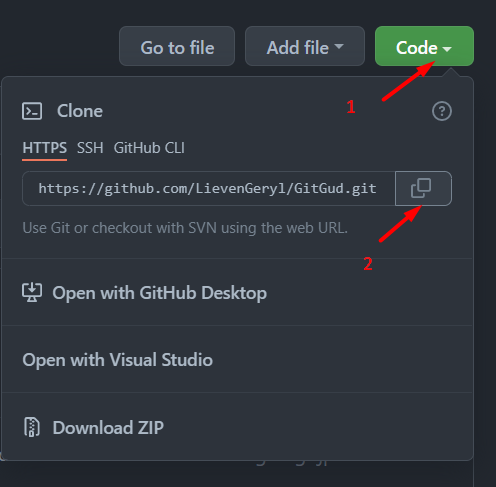 Go to file Add file Code
1
Clone
HTTPS SSH GitHub CLI
https://github.com/LievenGeryl/GitGud.git
Use Git or checkout with SVN using the web URL.
2
Open with GitHub Desktop
Open with Visual Studio
Download ZIP